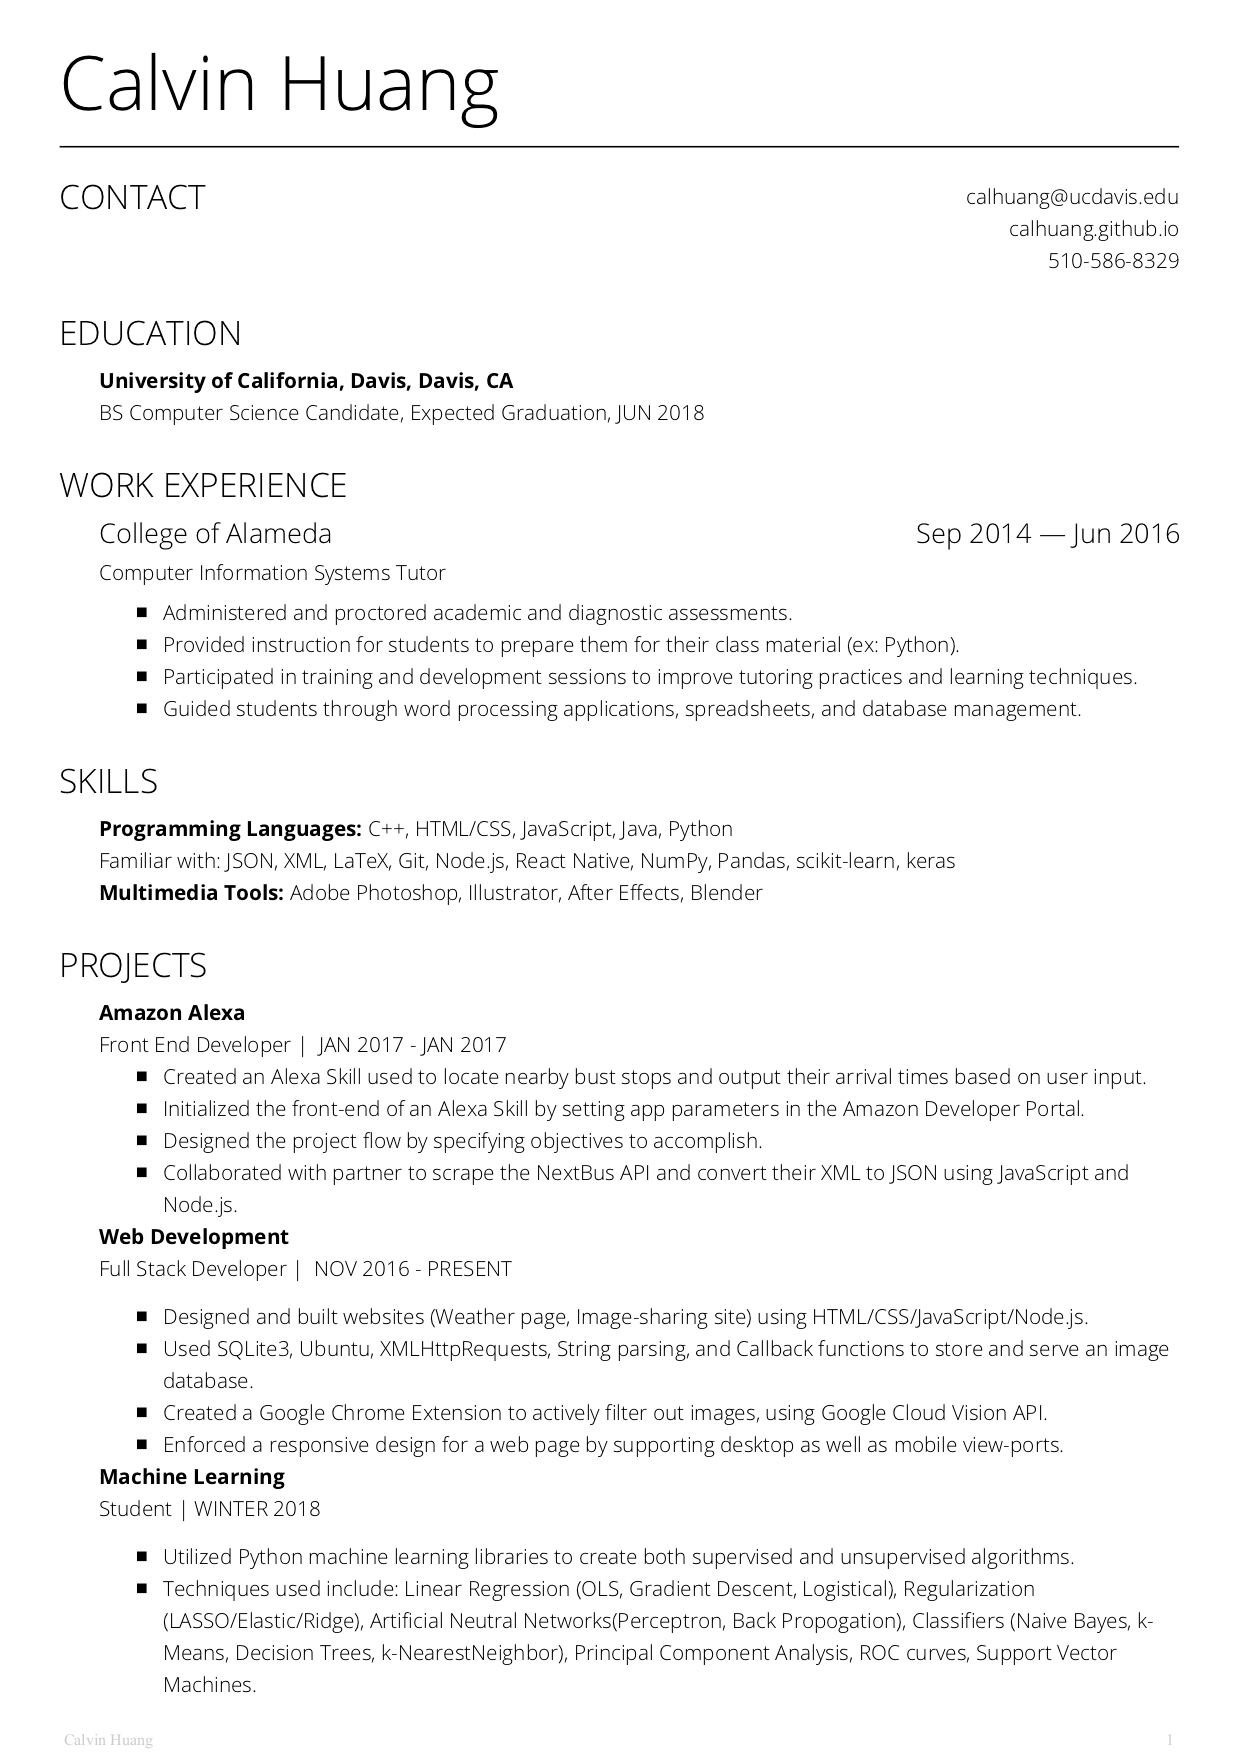 Calvin Huang
CONTACT
calhuang@ucdavis.edu
calhuang.github.io
510-586-8329
EDUCATION
University of California, Davis, Davis, CA
BS Computer Science Candidate, Expected Graduation, JUN 2018
WORK EXPERIENCE
College of Alameda Sep 2014 — Jun 2016
Computer Information Systems Tutor
■ Administered and proctored academic and diagnostic assessments.
■ Provided instruction for students to prepare them for their class material (ex: Python).
■ Participated in training and development sessions to improve tutoring practices and learning techniques.
■ Guided students through word processing applications, spreadsheets, and database management.
SKILLS
Programming Languages: C++, HTML/CSS, JavaScript, Java, Python
Familiar with: JSON, XML, LaTeX, Git, Node.js, React Native, NumPy, Pandas, scikit-learn, keras
Multimedia Tools: Adobe Photoshop, Illustrator, After Effects, Blender
PROJECTS
Amazon Alexa
Front End Developer | JAN 2017 - JAN 2017
■ Created an Alexa Skill used to locate nearby bust stops and output their arrival times based on user input.
■ Initialized the front-end of an Alexa Skill by setting app parameters in the Amazon Developer Portal.
■ Designed the project flow by specifying objectives to accomplish.
■ Collaborated with partner to scrape the NextBus API and convert their XML to JSON using JavaScript and
Node.js.
Web Development
Full Stack Developer | NOV 2016 - PRESENT
■ Designed and built websites (Weather page, Image-sharing site) using HTML/CSS/JavaScript/Node.js.
■ Used SQLite3, Ubuntu, XMLHttpRequests, String parsing, and Callback functions to store and serve an image
database.
■ Created a Google Chrome Extension to actively filter out images, using Google Cloud Vision API.
■ Enforced a responsive design for a web page by supporting desktop as well as mobile view-ports.
Machine Learning
Student | WINTER 2018
■ Utilized Python machine learning libraries to create both supervised and unsupervised algorithms.
■ Techniques used include: Linear Regression (OLS, Gradient Descent, Logistical), Regularization
(LASSO/Elastic/Ridge), Artificial Neutral Networks(Perceptron, Back Propogation), Classifiers (Naive Bayes, k-
Means, Decision Trees, k-NearestNeighbor), Principal Component Analysis, ROC curves, Support Vector
Machines.
Calvin Huang 1